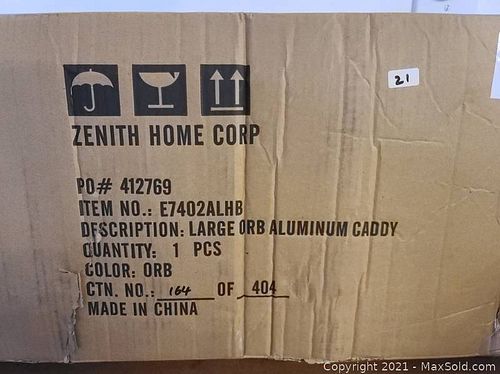 21
ZENITH HOME CORP
PO# 412769
ITEM NO.: E7402ALHB
DESCRIPTION: LARGE ORB ALUMINUM CADDY
QUANTITY: 1 PCS
COLOR: ORB
CTN. NO.: 164 OF 404
MADE IN CHINA
Copyright 2021 - MaxSold.com